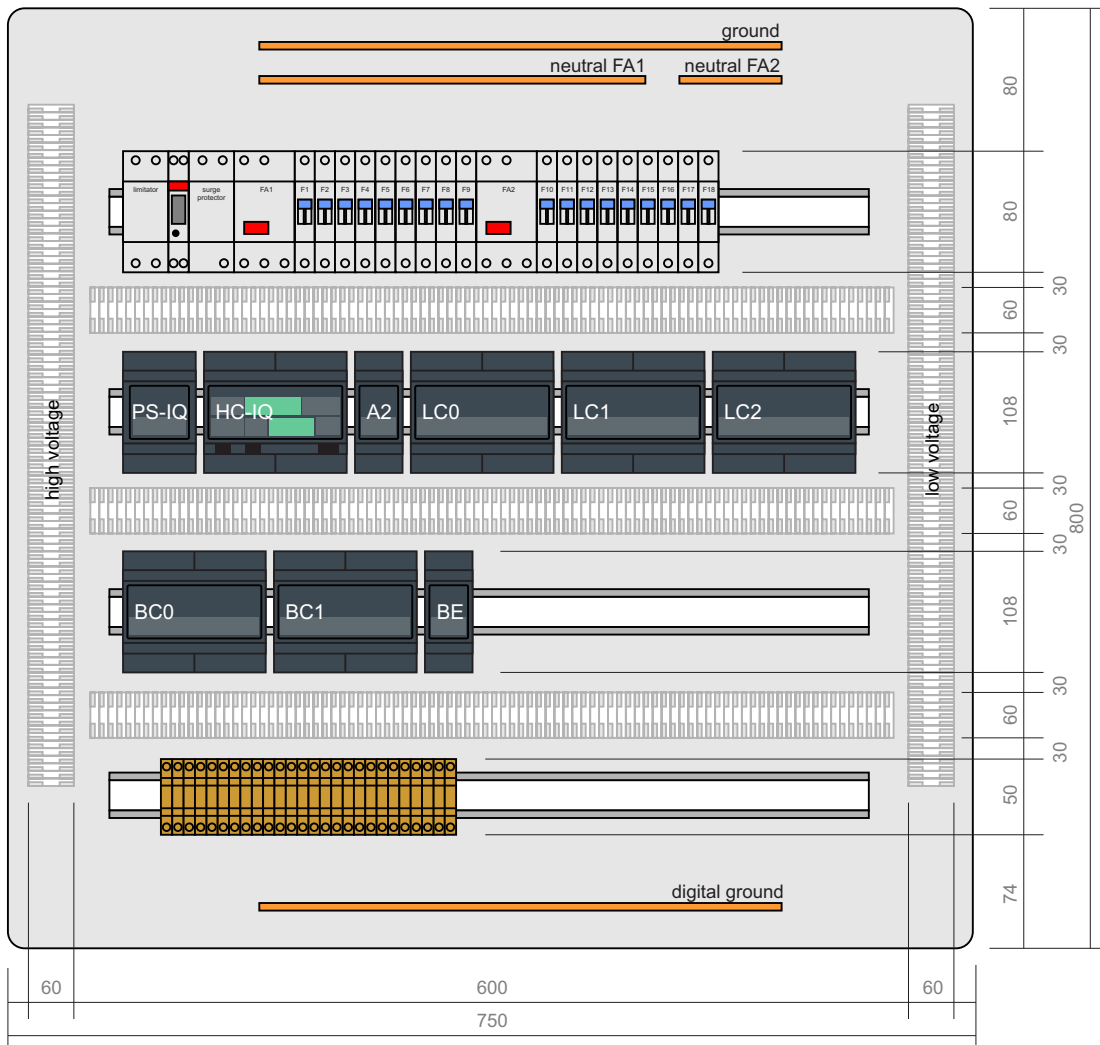 ground
neutral FA1 neutral FA2
80
limitator
surge
protector
FA1 F1 F2 F3 F4 F5 F6 F7 F8 F9 FA2 F10 F11 F12 F13 F14 F15 F16 F17 F18
80
30
60
30
high voltage
PS-IQ HC-IQ A2 LC0 LC1 LC2
low voltage
108
30
60
30
800
BC0 BC1 BE
108
30
60
30
50
digital ground
74
60 600 60
750